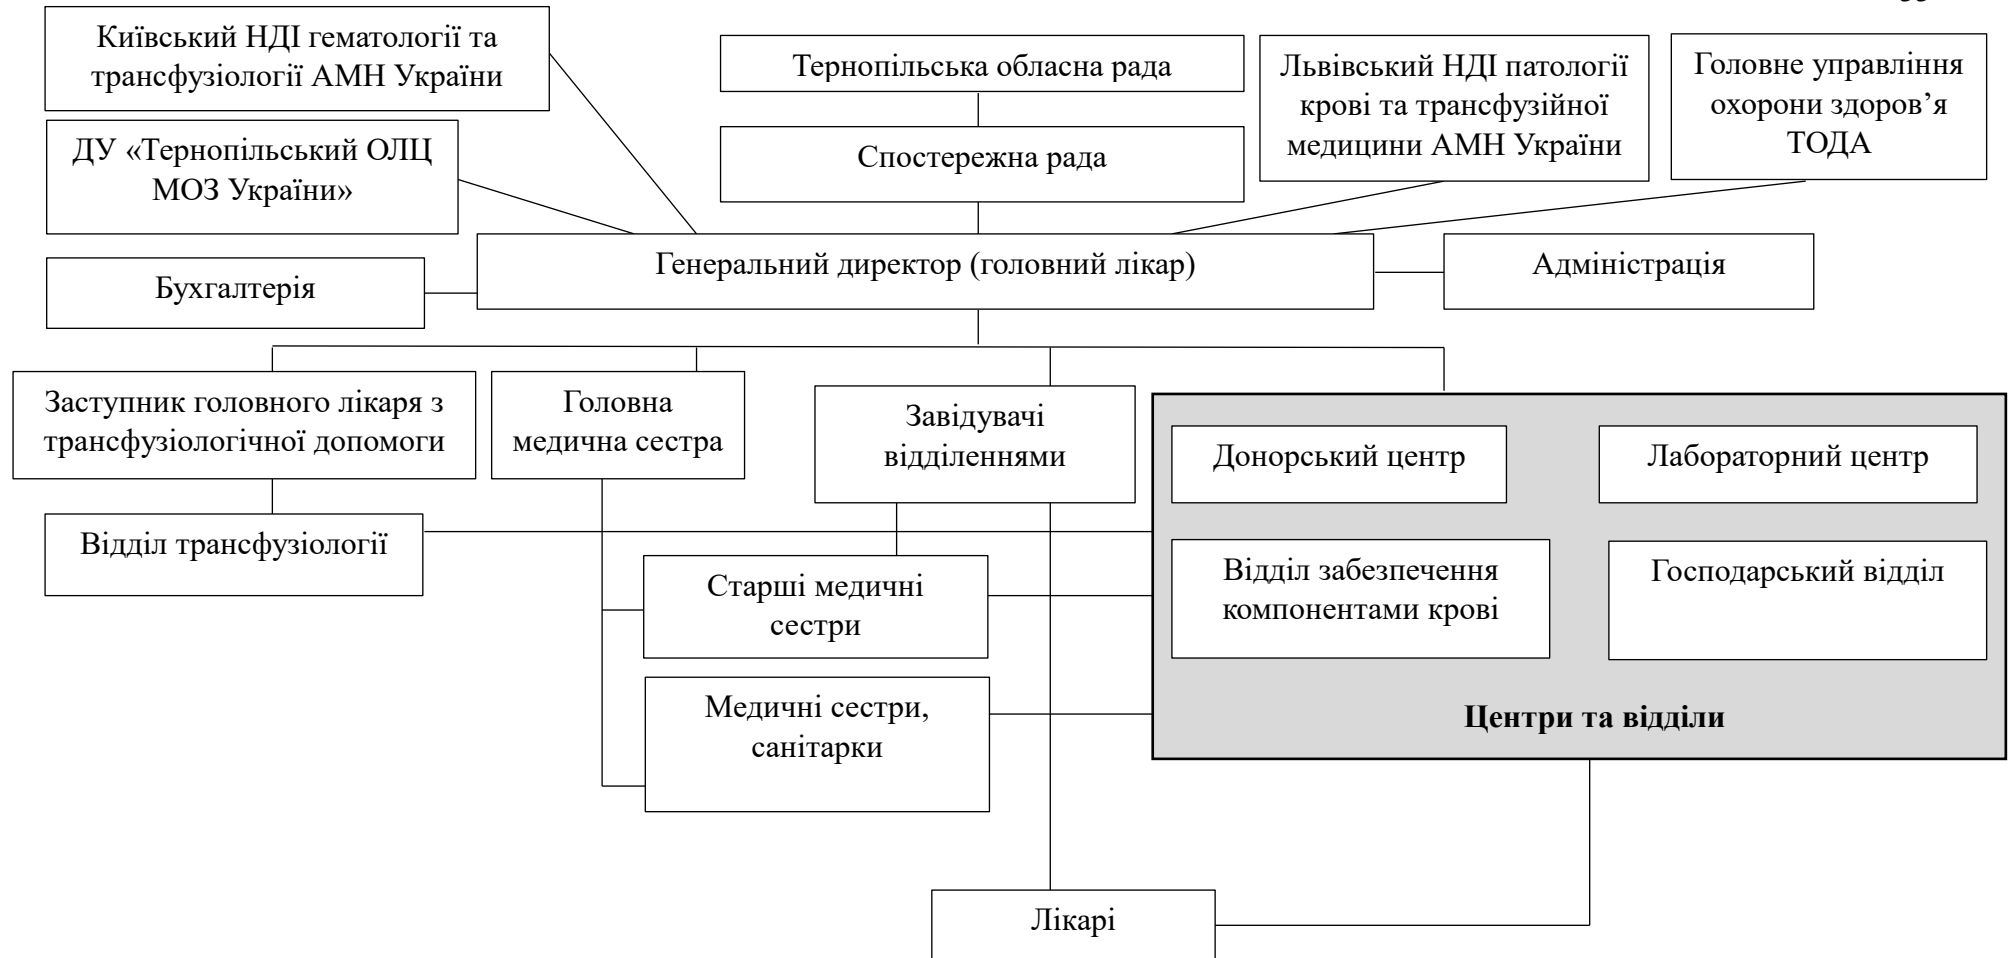 Київський НДІ гематології та
трансфузіології АМН України
Тернопільська обласна рада
Львівський НДІ патології
крові та трансфузійної
медицини АМН України
Головне управління
охорони здоров’я
ТОДА
ДУ «Тернопільський ОЛЦ
МОЗ України»
Спостережна рада
Генеральний директор (головний лікар)
Адміністрація
Бухгалтерія
Заступник головного лікаря з
трансфузіологічної допомоги
Головна
медична сестра
Завідувачі
відділеннями
Донорський центр
Лабораторний центр
Відділ трансфузіології
Старші медичні
сестри
Відділ забезпечення
компонентами крові
Господарський відділ
Медичні сестри,
санітарки
Центри та відділи
Лікарі